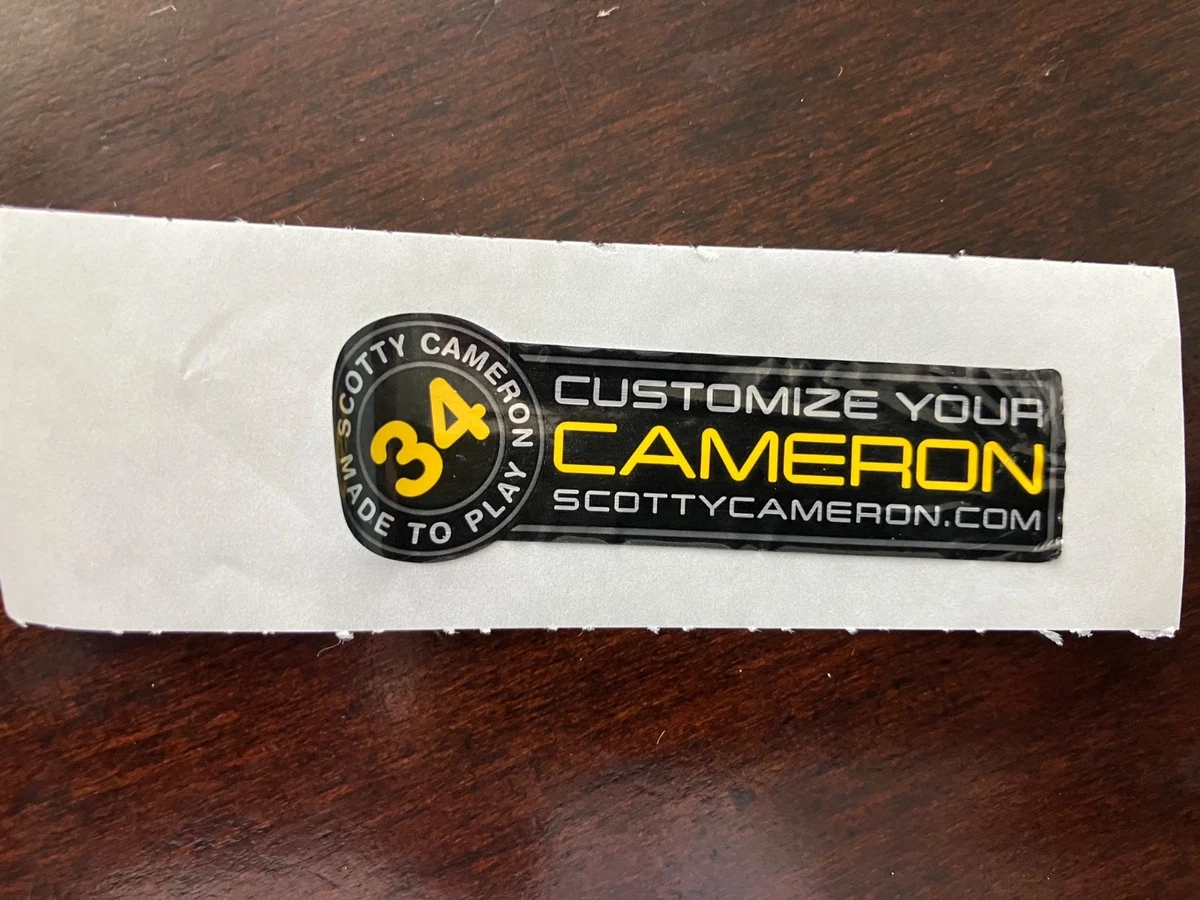 SCOTTY CAMERON
34
MADE TO PLAY
CUSTOMIZE YOUR
CAMERON
SCOTTYCAMERON.COM